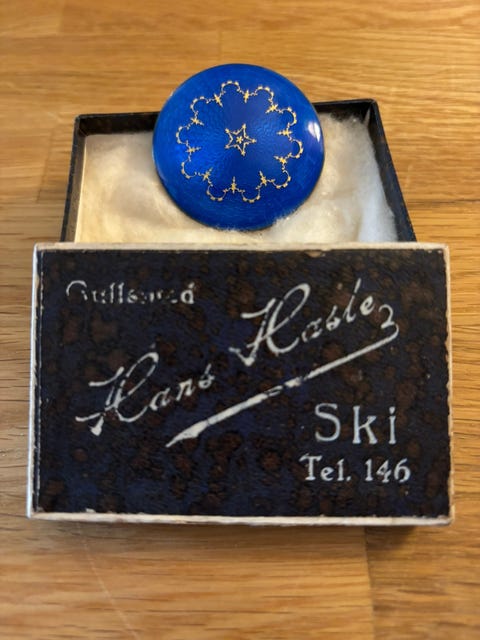 Gullsmed
Hans Hasle
Ski
Tel. 146